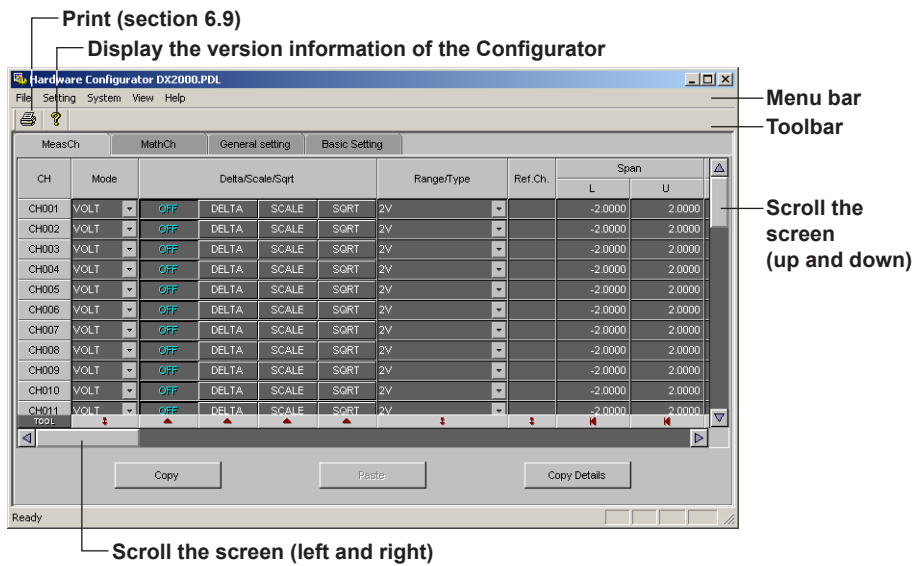 Print (section 6.9)
Display the version information of the Configurator
Hardware Configurator DX2000.PDL
File Setting System View Help
Menu bar
Toolbar
MeasCh MathCh General setting Basic Setting
CH Mode Delta/Scale/Sqrt Range/Type Ref.Ch. Span
L U
CH001 VOLT OFF DELTA SCALE SQRT 2V -2.0000 2.0000
CH002 VOLT OFF DELTA SCALE SQRT 2V -2.0000 2.0000
CH003 VOLT OFF DELTA SCALE SQRT 2V -2.0000 2.0000
CH004 VOLT OFF DELTA SCALE SQRT 2V -2.0000 2.0000
CH005 VOLT OFF DELTA SCALE SQRT 2V -2.0000 2.0000
CH006 VOLT OFF DELTA SCALE SQRT 2V -2.0000 2.0000
CH007 VOLT OFF DELTA SCALE SQRT 2V -2.0000 2.0000
CH008 VOLT OFF DELTA SCALE SQRT 2V -2.0000 2.0000
CH009 VOLT OFF DELTA SCALE SQRT 2V -2.0000 2.0000
CH010 VOLT OFF DELTA SCALE SQRT 2V -2.0000 2.0000
CH011 VOLT OFF DELTA SCALE SQRT 2V -2.0000 2.0000
TOOL
Scroll the
screen
(up and down)
Copy Paste Copy Details
Ready
Scroll the screen (left and right)